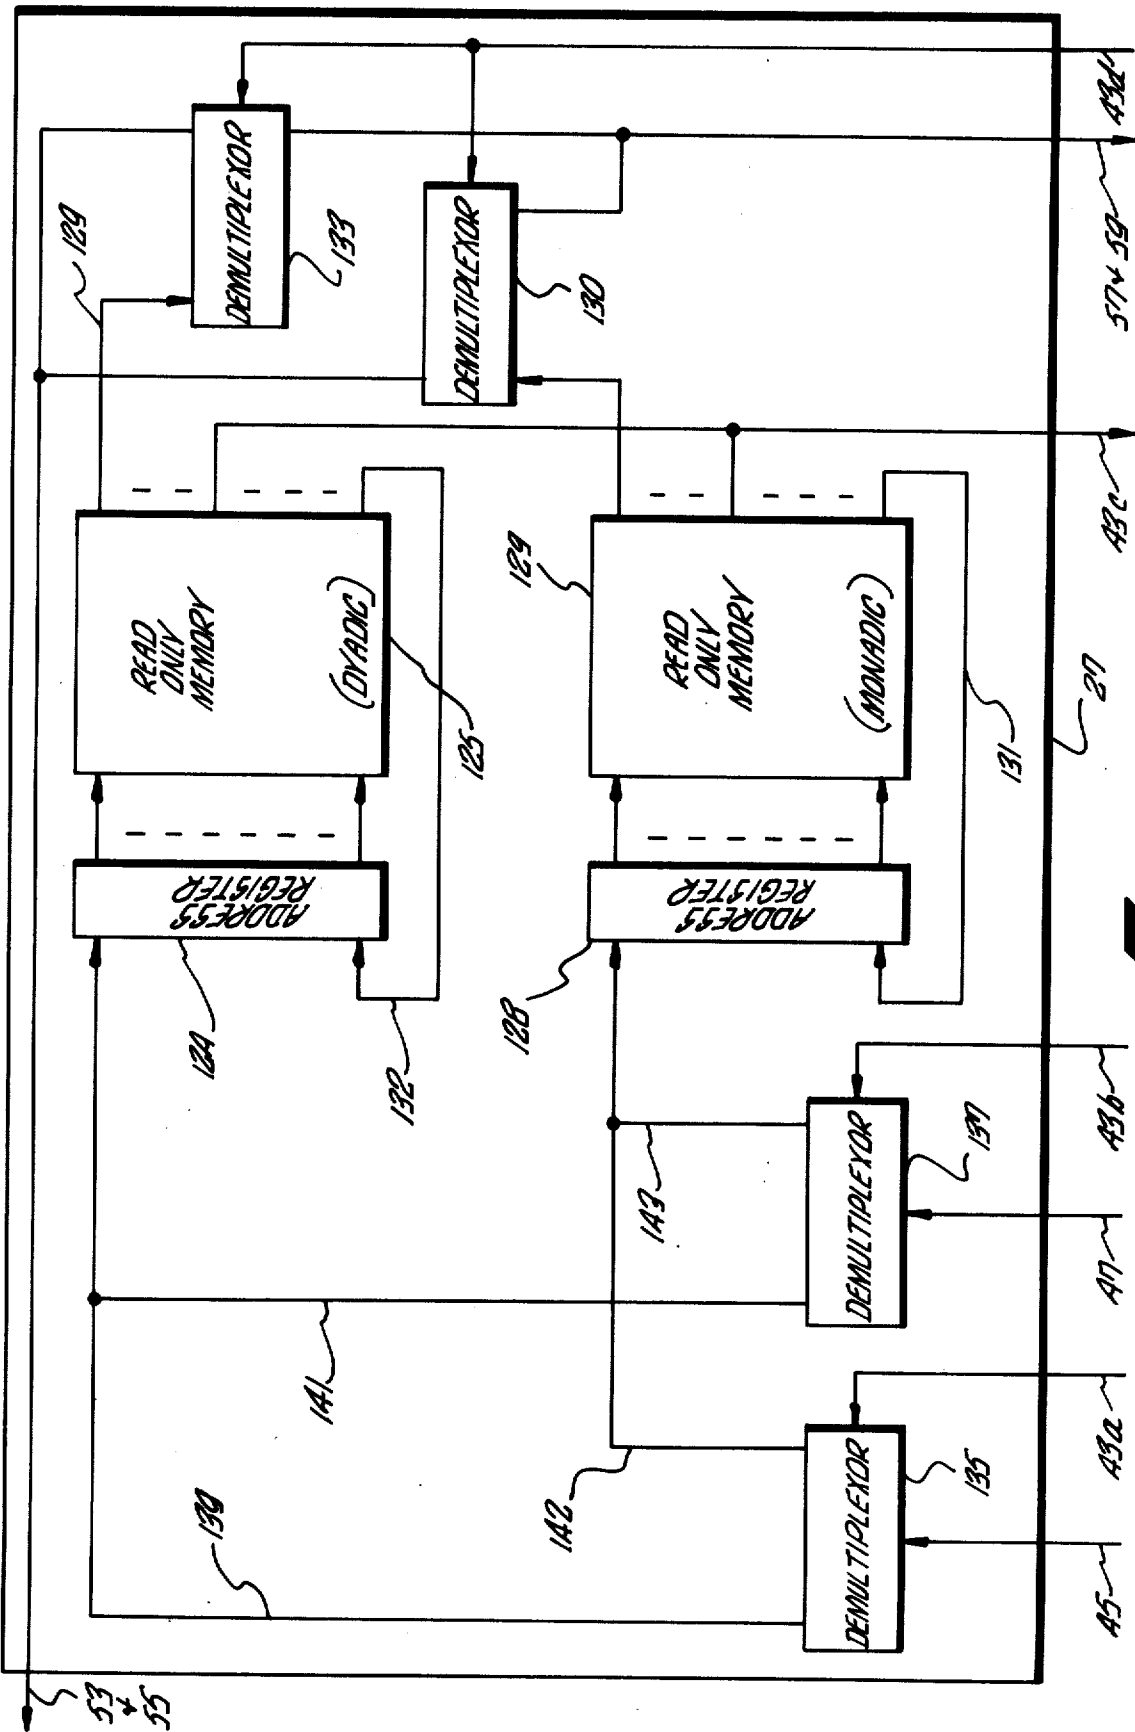 53
&
55
129
DEMULTIPLEXOR
133
READ
ONLY
MEMORY
(DYADIC)
ADDRESS
REGISTER
124
139
141
132
125
DEMULTIPLEXOR
130
129
128
READ
ONLY
MEMORY
(MONADIC)
ADDRESS
REGISTER
142
143
131
DEMULTIPLEXOR
135
DEMULTIPLEXOR
137
27
45
43a
47
43b
43c
57 & 59
43d